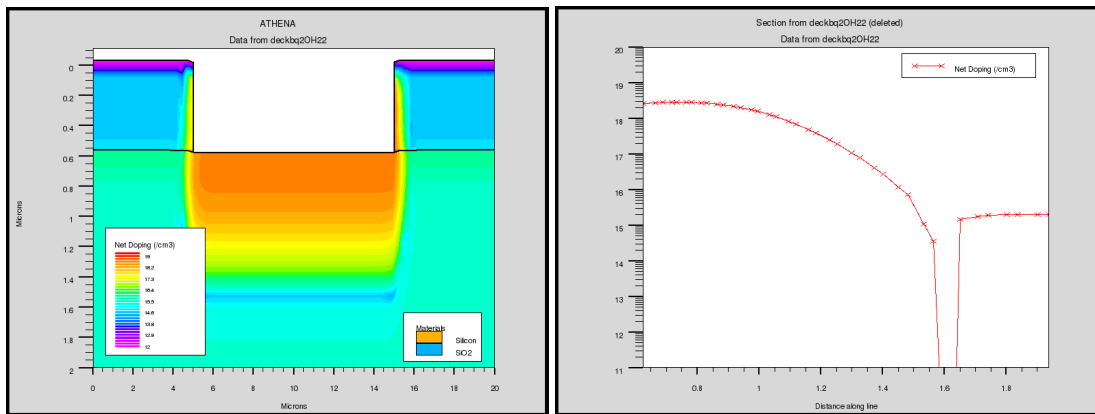 ATHENA
Data from deckbq2OH22
Microns
0
0.2
0.4
0.6
0.8
1
1.2
1.4
1.6
1.8
2
Net Doping (/cm3)
19
18.2
17.3
16.4
15.5
14.6
13.8
12.9
12
Materials
Silicon
SiO2
0 2 4 6 8 10 12 14 16 18 20
Microns
Section from deckbq2OH22 (deleted)
Data from deckbq2OH22
Net Doping (/cm3)
20
19
18
17
16
15
14
13
12
11
0.8 1 1.2 1.4 1.6 1.8
Distance along line